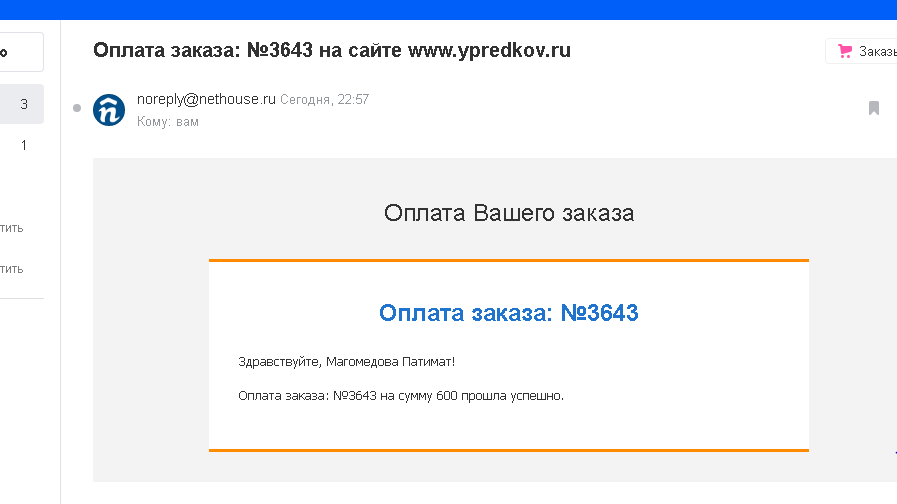 Оплата заказа: №3643 на сайте www.ypredkov.ru
Заказы
noreply@nethouse.ru Сегодня, 22:57
Кому: вам
3
1
тить
тить
Оплата Вашего заказа
Оплата заказа: №3643
Здравствуйте, Магомедова Патимат!
Оплата заказа: №3643 на сумму 600 прошла успешно.